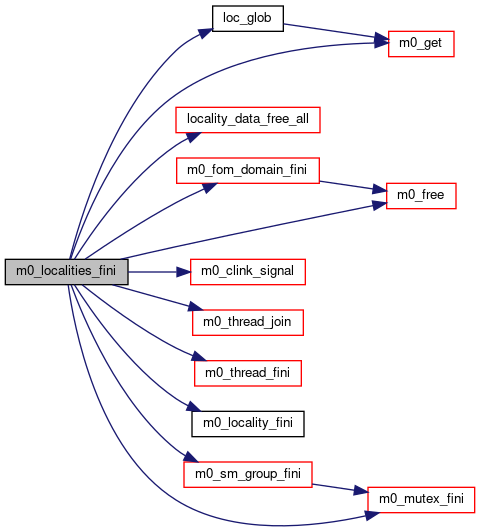 loc_glob
m0_get
locality_data_free_all
m0_fom_domain_fini
m0_free
m0_localities_fini
m0_clink_signal
m0_thread_join
m0_thread_fini
m0_locality_fini
m0_sm_group_fini
m0_mutex_fini